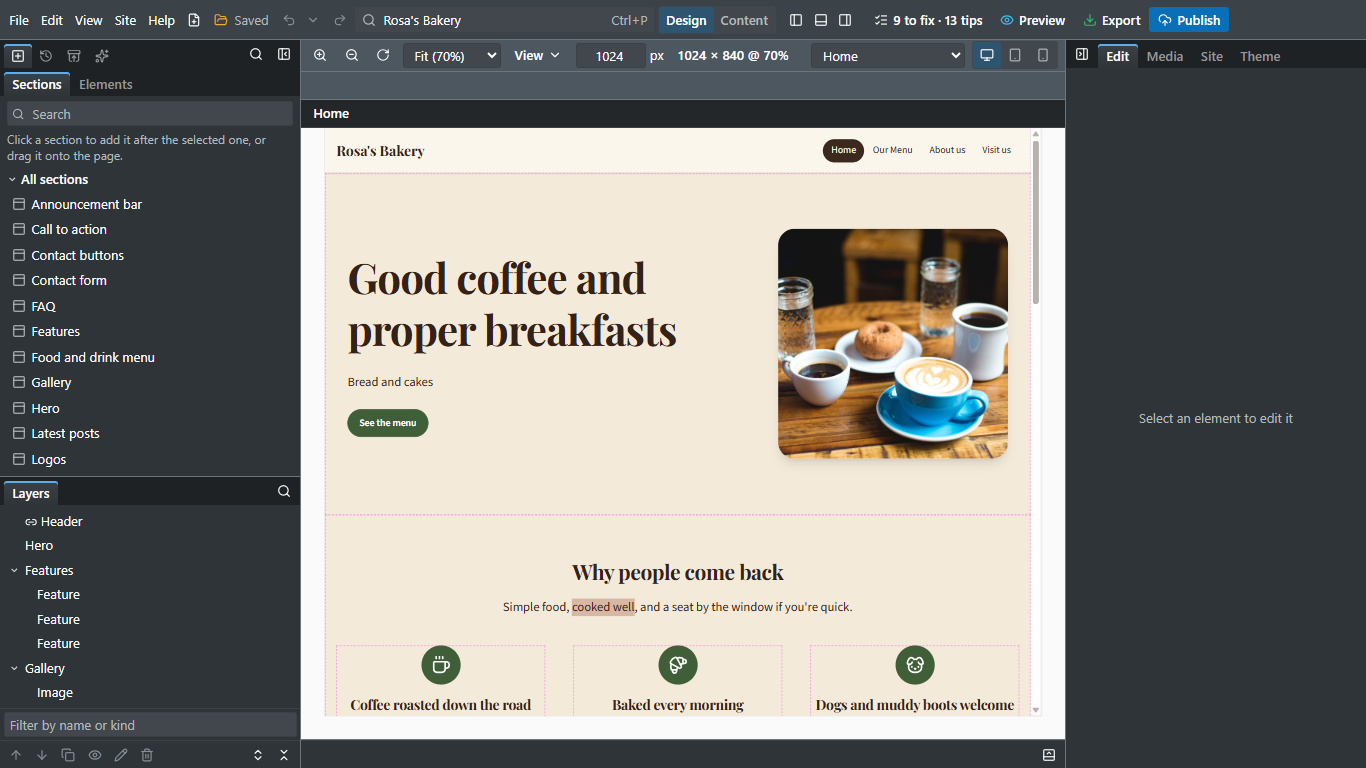 File Edit View Site Help Saved Rosa's Bakery Ctrl+P Design Content 9 to fix · 13 tips Preview Export Publish
Fit (70%) View 1024 px 1024 × 840 @ 70% Home
Edit Media Site Theme
Sections Elements
Search
Click a section to add it after the selected one, or
drag it onto the page.
All sections
Announcement bar
Call to action
Contact buttons
Contact form
FAQ
Features
Food and drink menu
Gallery
Hero
Latest posts
Logos
Layers
Header
Hero
Features
Feature
Feature
Feature
Gallery
Image
Filter by name or kind
Home
Rosa's Bakery Home Our Menu About us Visit us
Good coffee and
proper breakfasts
Bread and cakes
See the menu
Why people come back
Simple food, cooked well, and a seat by the window if you're quick.
Coffee roasted down the road Baked every morning Dogs and muddy boots welcome
Select an element to edit it